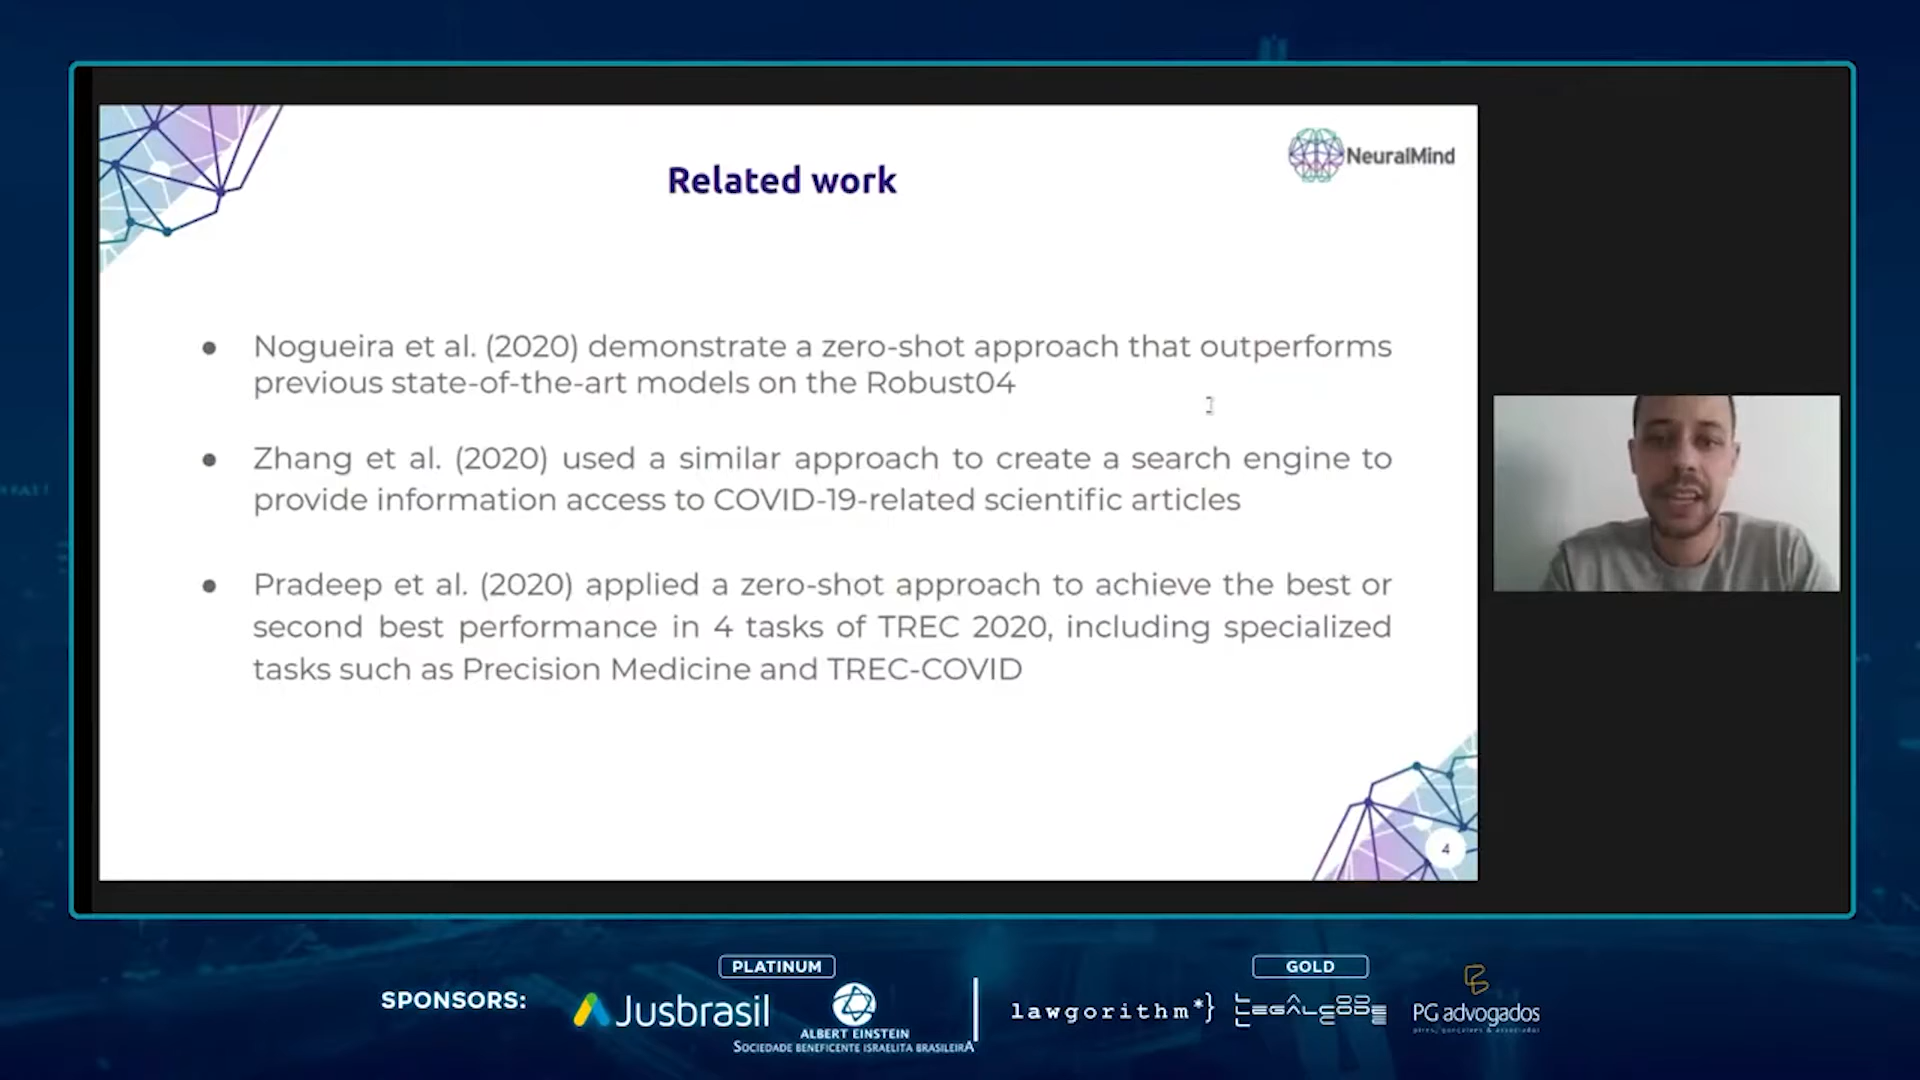 NeuralMind
Related work
● Nogueira et al. (2020) demonstrate a zero-shot approach that outperforms
previous state-of-the-art models on the Robust04
● Zhang et al. (2020) used a similar approach to create a search engine to
provide information access to COVID-19-related scientific articles
● Pradeep et al. (2020) applied a zero-shot approach to achieve the best or
second best performance in 4 tasks of TREC 2020, including specialized
tasks such as Precision Medicine and TREC-COVID
4
PLATINUM
GOLD
SPONSORS:
Jusbrasil
ALBERT EINSTEIN
SOCIEDADE BENEFICENTE ISRAELITA BRASILEIRA
lawgorithm*}
LEGALCODE
PG advogados